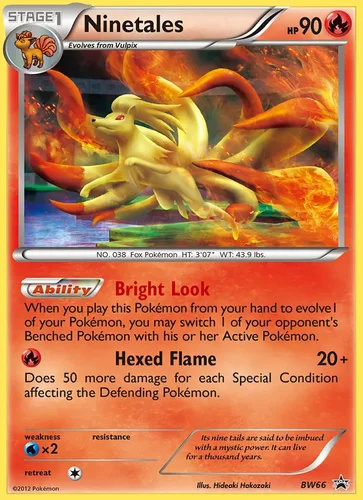 STAGE1 Ninetales HP90
Evolves from Vulpix
NO. 038 Fox Pokémon HT: 3'07" WT: 43.9 lbs.
Ability Bright Look
When you play this Pokémon from your hand to evolve1
of your Pokémon, you may switch 1 of your opponent's
Benched Pokémon with his or her Active Pokémon.
Hexed Flame 20+
Does 50 more damage for each Special Condition
affecting the Defending Pokémon.
weakness resistance
×2
retreat
Its nine tails are said to be imbued
with a mystic power. It can live
for a thousand years.
©2012 Pokémon Illus. Hideaki Hakozaki BW66 PROMO